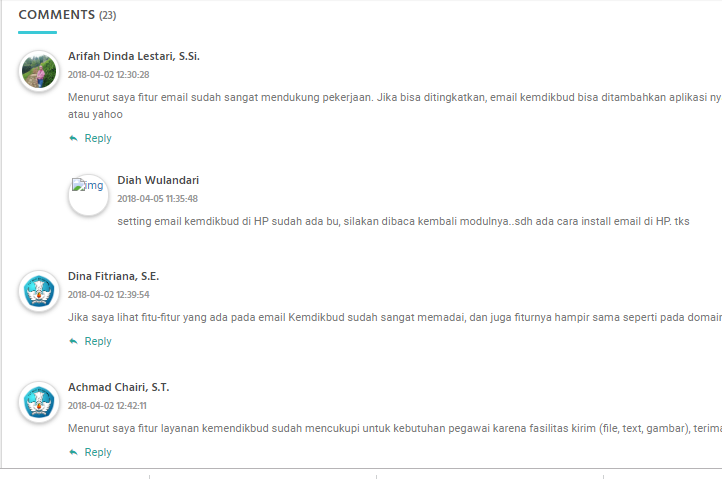 COMMENTS (23)
Arifah Dinda Lestari, S.Si.
2018-04-02 12:30:28
Menurut saya fitur email sudah sangat mendukung pekerjaan. Jika bisa ditingkatkan, email kemdikbud bisa ditambahkan aplikasi ny
atau yahoo
Reply
img
Diah Wulandari
2018-04-05 11:35:48
setting email kemdikbud di HP sudah ada bu, silakan dibaca kembali modulnya..sdh ada cara install email di HP. tks
Dina Fitriana, S.E.
2018-04-02 12:39:54
Jika saya lihat fitu-fitur yang ada pada email Kemdikbud sudah sangat memadai, dan juga fiturnya hampir sama seperti pada domain
Reply
Achmad Chairi, S.T.
2018-04-02 12:42:11
Menurut saya fitur layanan kemendikbud sudah mencukupi untuk kebutuhan pegawai karena fasilitas kirim (file, text, gambar), terima
Reply